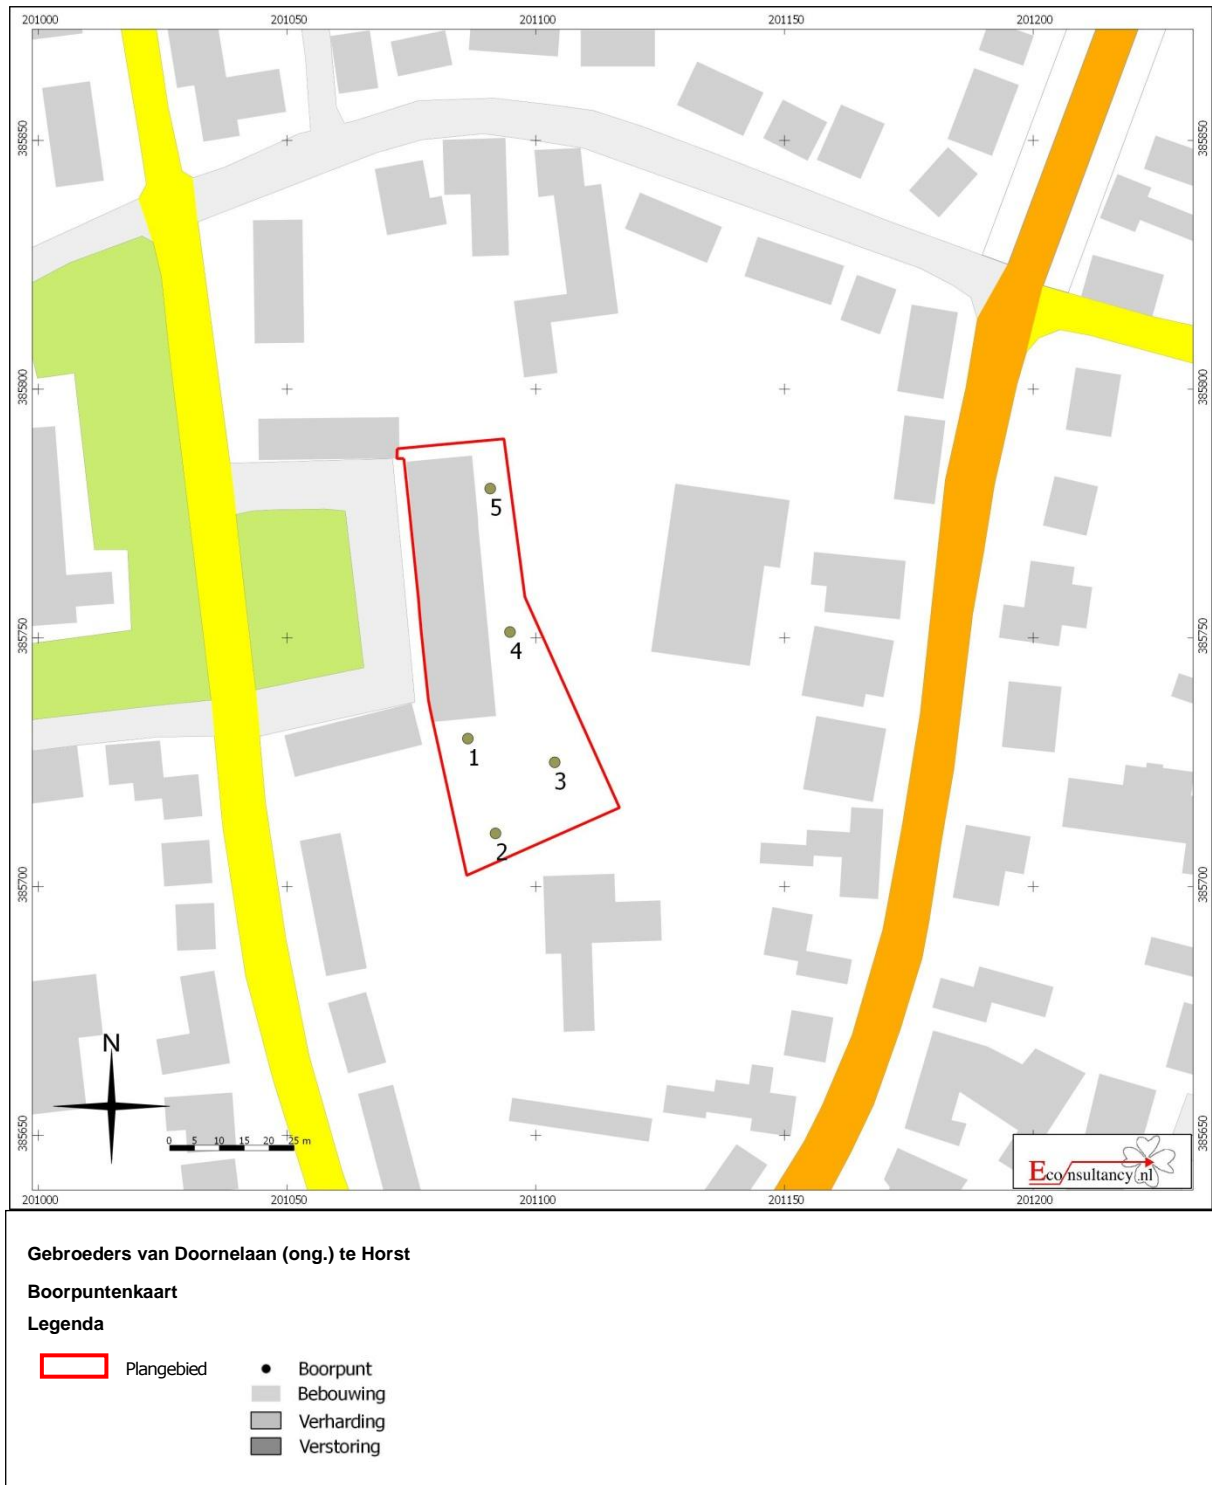 201000 201050 201100 201150 201200
385850 385850
385800 385800
5
385750 385750
4
1
3
2
385700 385700
N
385650 385650
0 5 10 15 20 25 m
Econsultancy.nl
201000 201050 201100 201150 201200
Gebroeders van Doornelaan (ong.) te Horst
Boorpuntenkaart
Legenda
Plangebied Boorpunt
Bebouwing
Verharding
Verstoring